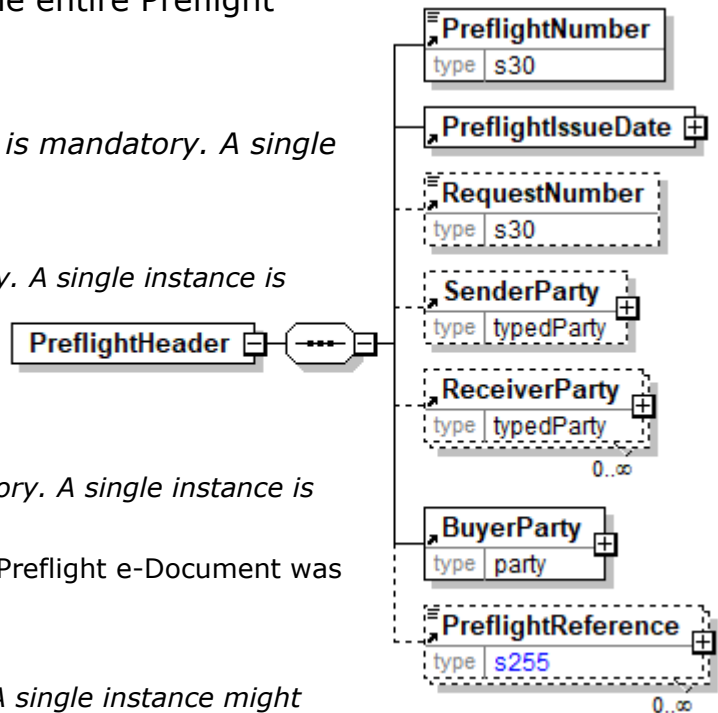 e entire Preflight
is mandatory. A single
y. A single instance is
ory. A single instance is
Preflight e-Document was
A single instance might
PreflightHeader
PreflightNumber
type s30
PreflightIssueDate
RequestNumber
type s30
SenderParty
type typedParty
ReceiverParty
type typedParty
0..∞
BuyerParty
type party
PreflightReference
type s255
0..∞